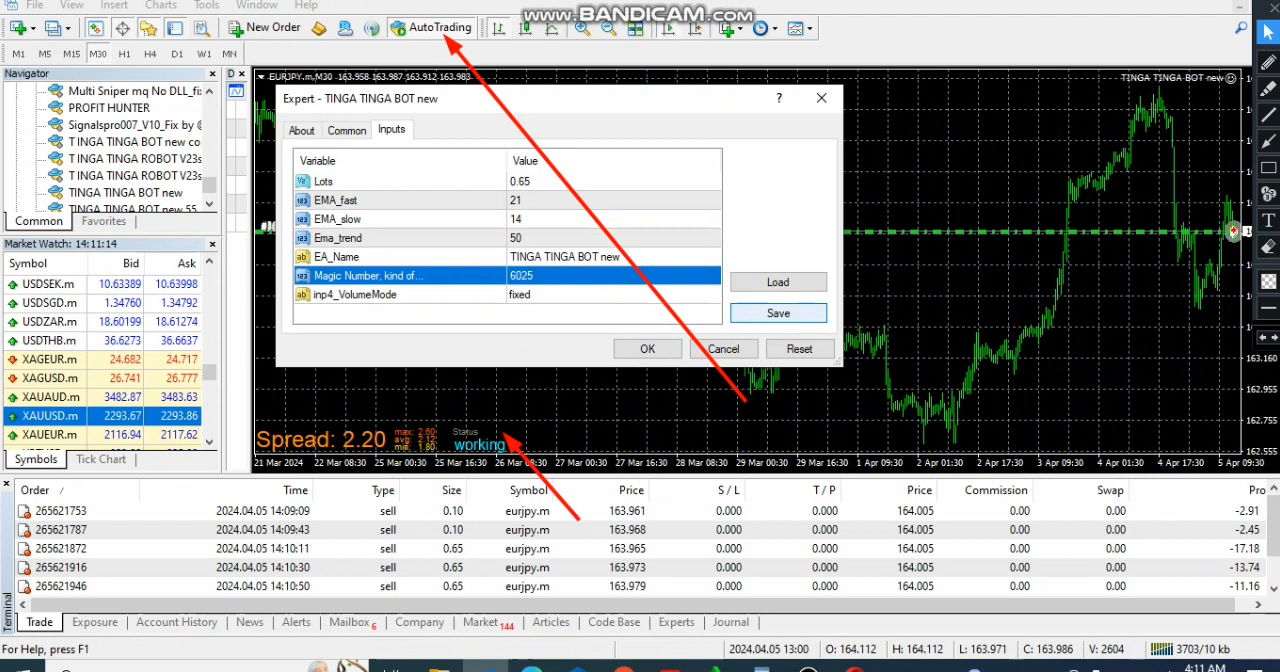 www.BANDICAM.com
File View Insert Charts Tools Window Help
New Order AutoTrading
M1 M5 M15 M30 H1 H4 D1 W1 MN
Navigator
Multi Sniper mq No DLL_fi
PROFIT HUNTER
Signalspro007_V10_Fix by @
T INGA TINGA BOT new co
T INGA TINGA ROBOT V23s
T INGA TINGA ROBOT V23s
TINGA TINGA BOT new
TINGA TINGA BOT new 55
Common Favorites
D
Market Watch: 14:11:14
Symbol Bid Ask
USDSEK.m 10.63389 10.63998
USDSGD.m 1.34760 1.34792
USDZAR.m 18.60199 18.61274
USDTHB.m 36.6273 36.6637
XAGEUR.m 24.682 24.717
XAGUSD.m 26.741 26.777
XAUAUD.m 3482.87 3483.63
XAUUSD.m 2293.67 2293.86
XAUEUR.m 2116.94 2117.62
Symbols Tick Chart
EURJPY.m,M30 163.958 163.987 163.912 163.983
TINGA TINGA BOT new
Expert - TINGA TINGA BOT new ?
About Common Inputs
Variable Value
Lots 0.65
EMA_fast 21
EMA_slow 14
Ema_trend 50
EA_Name TINGA TINGA BOT new
Magic Number, kind of... 6025
inp4_VolumeMode fixed
Load
Save
OK Cancel Reset
163.160
162.955
162.755
162.555
Spread: 2.20
max: 2.60
avg: 2.12
min: 1.80
Status
working
21 Mar 2024 22 Mar 08:30 25 Mar 00:30 25 Mar 16:30 26 Mar 08:30 27 Mar 00:30 27 Mar 16:30 28 Mar 08:30 29 Mar 00:30 29 Mar 16:30 1 Apr 09:30 2 Apr 01:30 2 Apr 17:30 3 Apr 09:30 4 Apr 01:30 4 Apr 17:30 5 Apr 09:30
Order / Time Type Size Symbol Price S / L T / P Price Commission Swap Pro
265621753 2024.04.05 14:09:09 sell 0.10 eurjpy.m 163.961 0.000 0.000 164.005 0.00 0.00 -2.91
265621787 2024.04.05 14:09:43 sell 0.10 eurjpy.m 163.968 0.000 0.000 164.005 0.00 0.00 -2.45
265621872 2024.04.05 14:10:11 sell 0.65 eurjpy.m 163.965 0.000 0.000 164.005 0.00 0.00 -17.18
265621916 2024.04.05 14:10:30 sell 0.65 eurjpy.m 163.973 0.000 0.000 164.005 0.00 0.00 -13.74
265621946 2024.04.05 14:10:50 sell 0.65 eurjpy.m 163.979 0.000 0.000 164.005 0.00 0.00 -11.16
Terminal
Trade Exposure Account History News Alerts Mailbox 6 Company Market 144 Articles Code Base Experts Journal
For Help, press F1 2024.04.05 13:00 O: 164.112 H: 164.112 L: 163.971 C: 163.986 V: 2604 3703/10 kb
4:11 AM